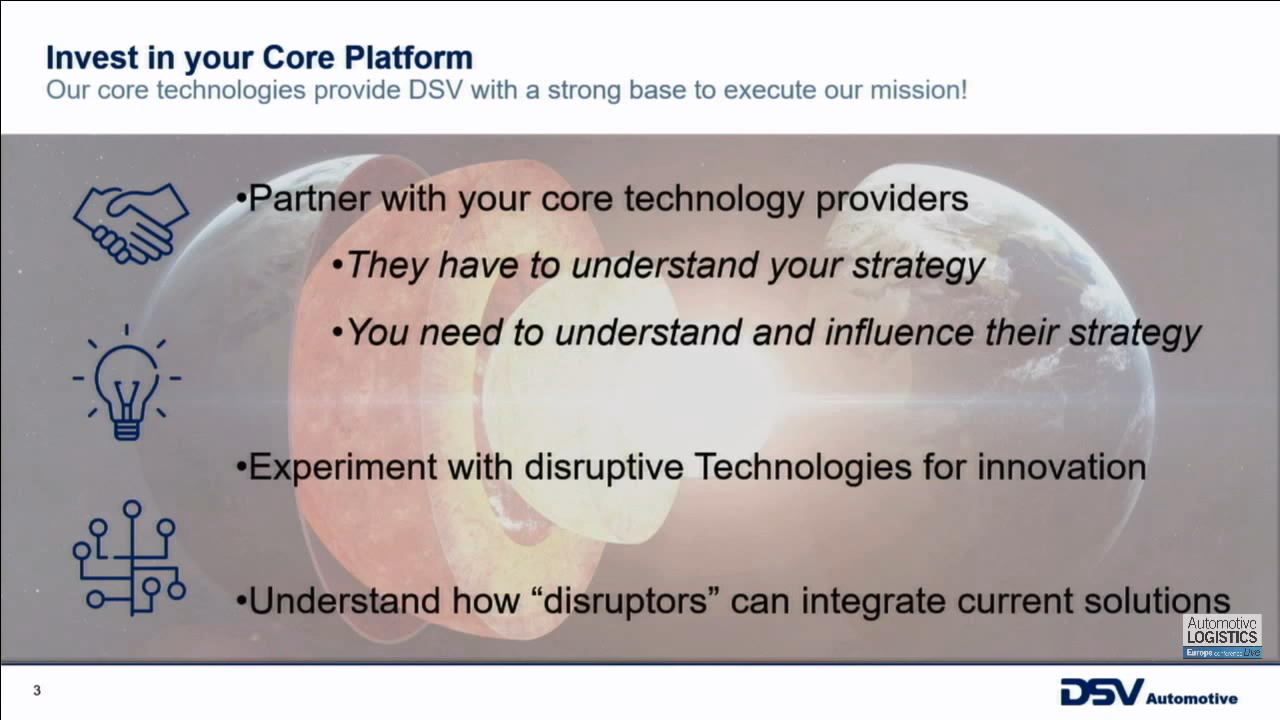 Invest in your Core Platform
Our core technologies provide DSV with a strong base to execute our mission!
•Partner with your core technology providers
•They have to understand your strategy
•You need to understand and influence their strategy
•Experiment with disruptive Technologies for innovation
•Understand how “disruptors” can integrate current solutions
Automotive
LOGISTICS
Europe conference Live
3
DSV Automotive